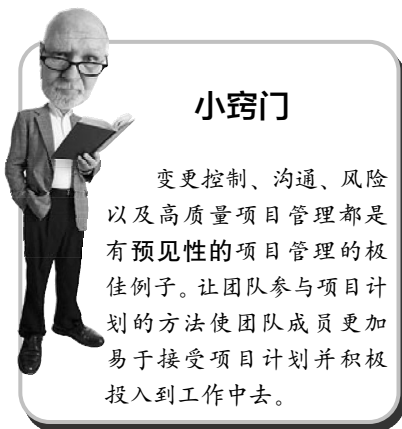 小窍门
变更控制、沟通、风险
以及高质量项目管理都是
有预见性的项目管理的极
佳例子。让团队参与项目计
划的方法使团队成员更加
易于接受项目计划并积极
投入到工作中去。